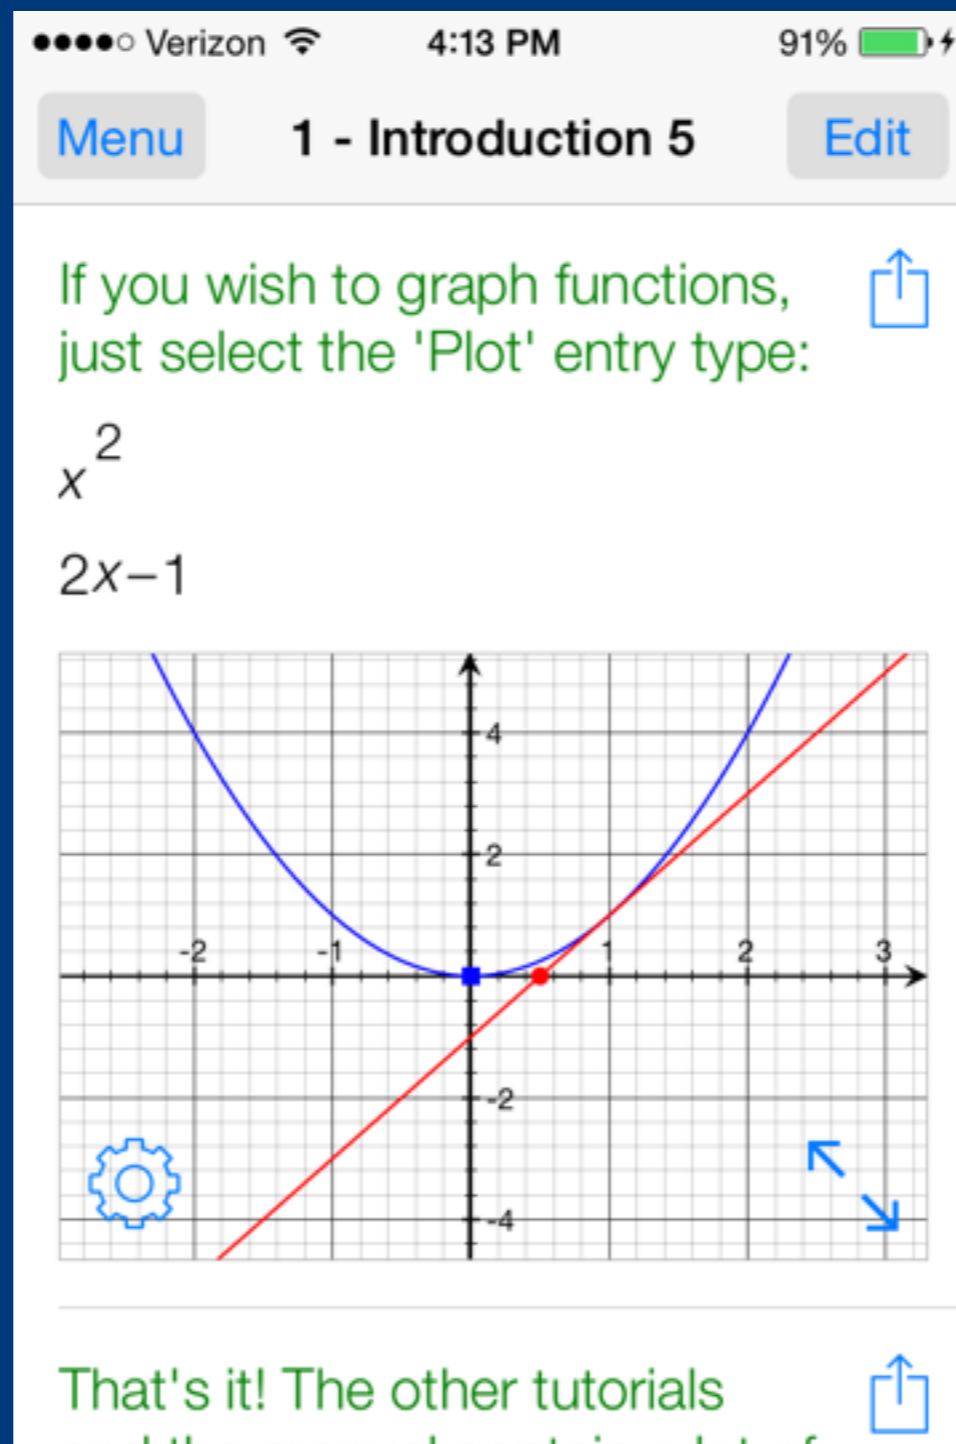 Verizon 4:13 PM 91%
Menu 1 - Introduction 5 Edit
If you wish to graph functions,
just select the 'Plot' entry type:
x²
2x−1
4
2
-2 -1 1 2 3
-2
-4
That's it! The other tutorials